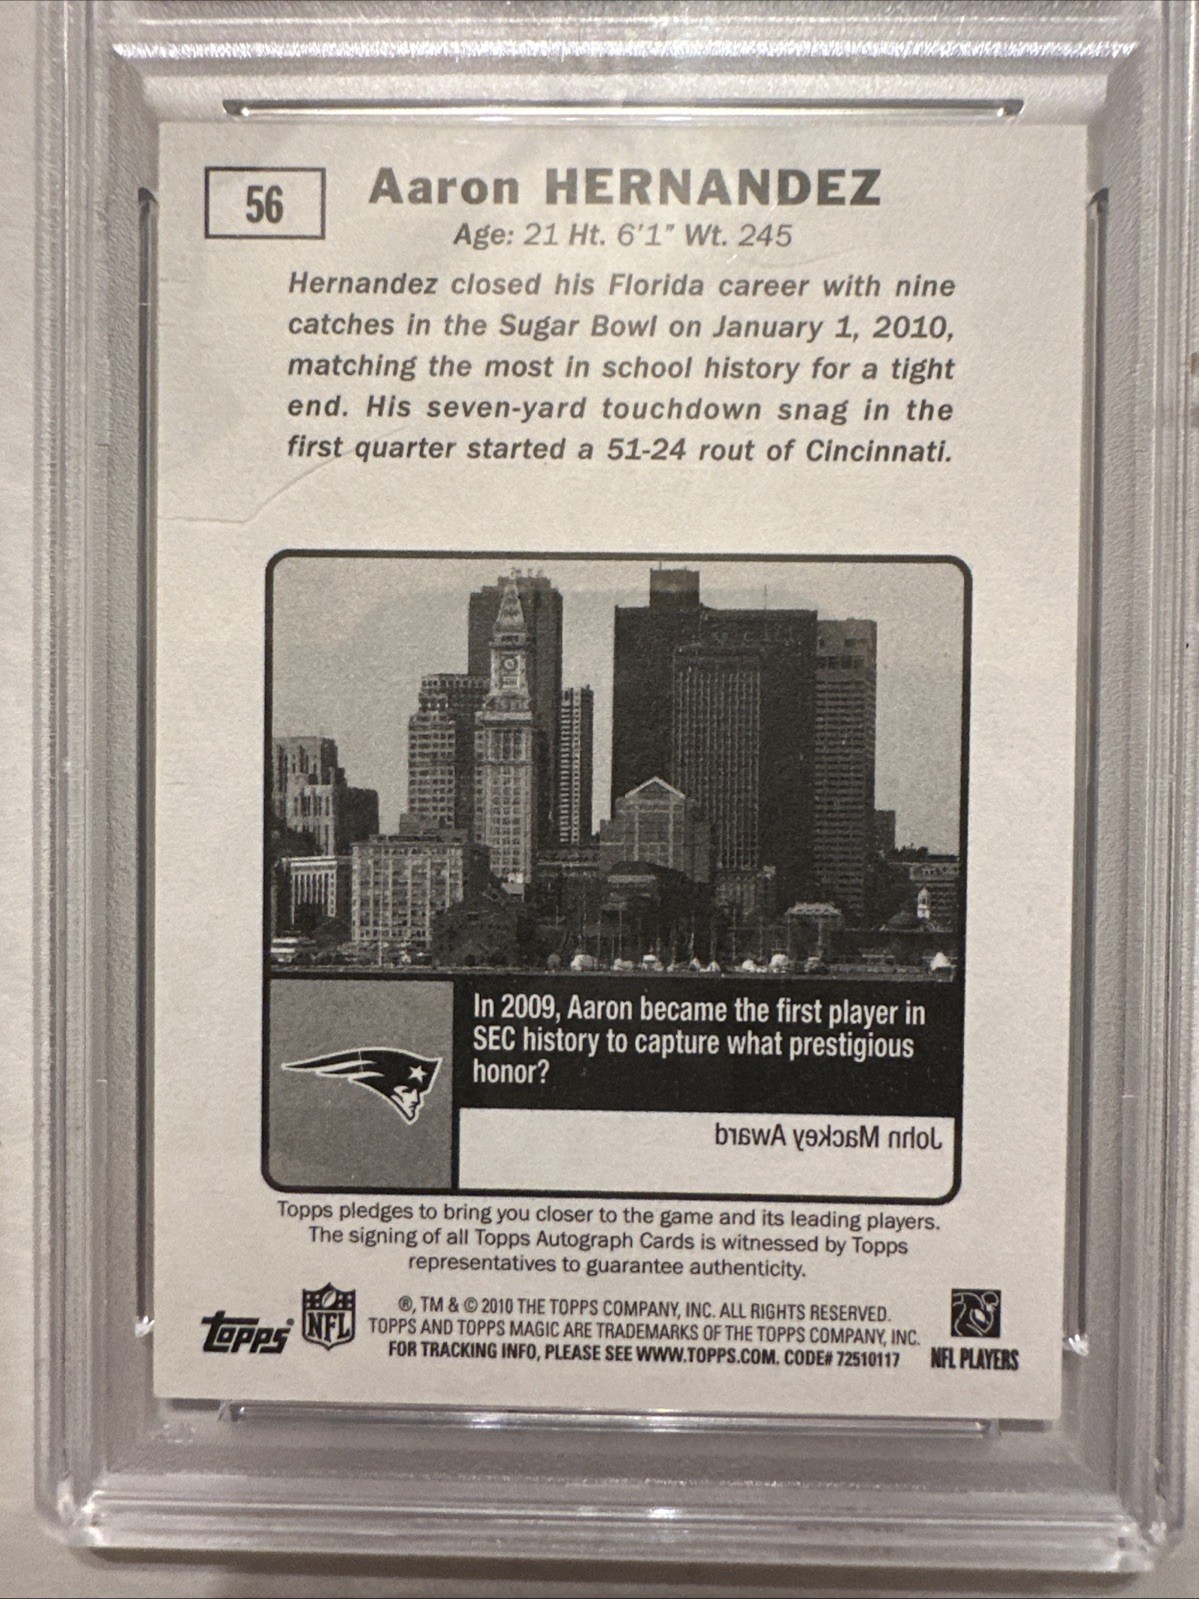 56
Aaron HERNANDEZ
Age: 21 Ht. 6'1" Wt. 245
Hernandez closed his Florida career with nine
catches in the Sugar Bowl on January 1, 2010,
matching the most in school history for a tight
end. His seven-yard touchdown snag in the
first quarter started a 51-24 rout of Cincinnati.
In 2009, Aaron became the first player in
SEC history to capture what prestigious
honor?
John Mackey Award
Topps pledges to bring you closer to the game and its leading players.
The signing of all Topps Autograph Cards is witnessed by Topps
representatives to guarantee authenticity.
topps
NFL
®, TM & © 2010 THE TOPPS COMPANY, INC. ALL RIGHTS RESERVED.
TOPPS AND TOPPS MAGIC ARE TRADEMARKS OF THE TOPPS COMPANY, INC.
FOR TRACKING INFO, PLEASE SEE WWW.TOPPS.COM. CODE# 72510117
NFL PLAYERS